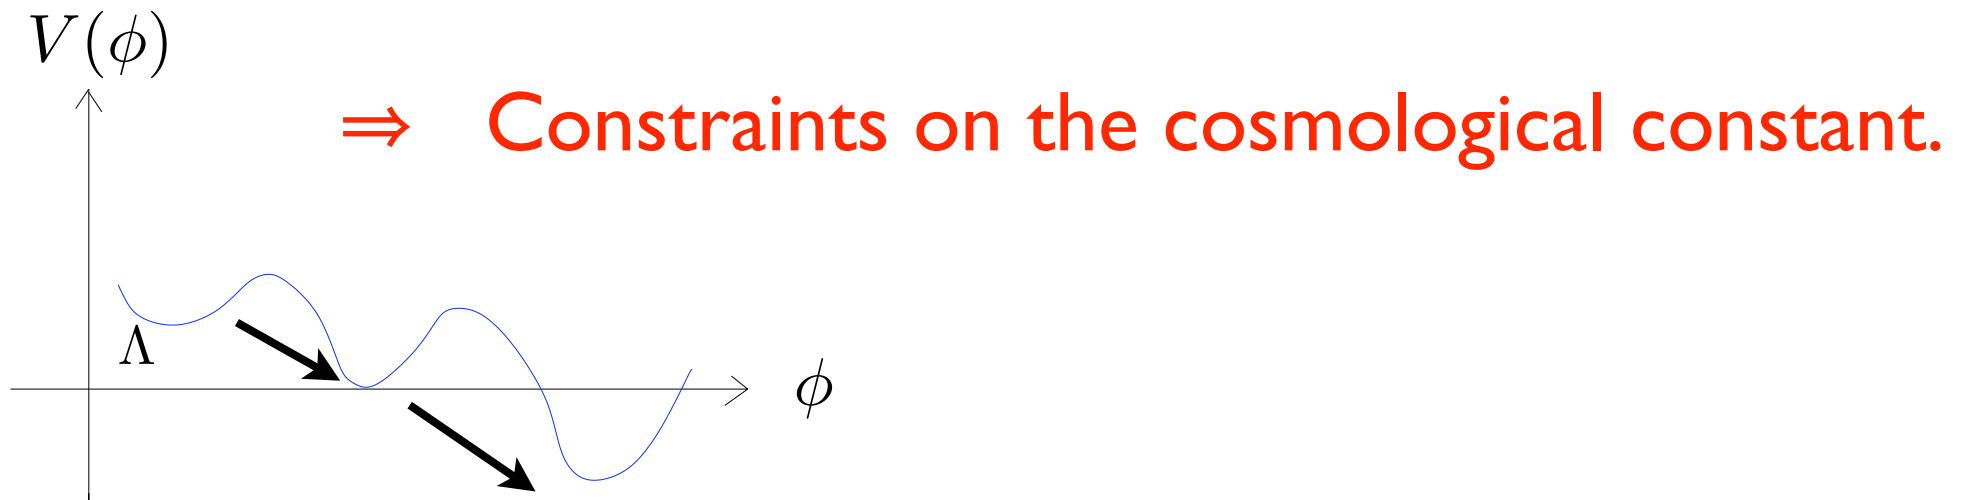 V(ϕ)
⇒ Constraints on the cosmological constant.
Λ
ϕ